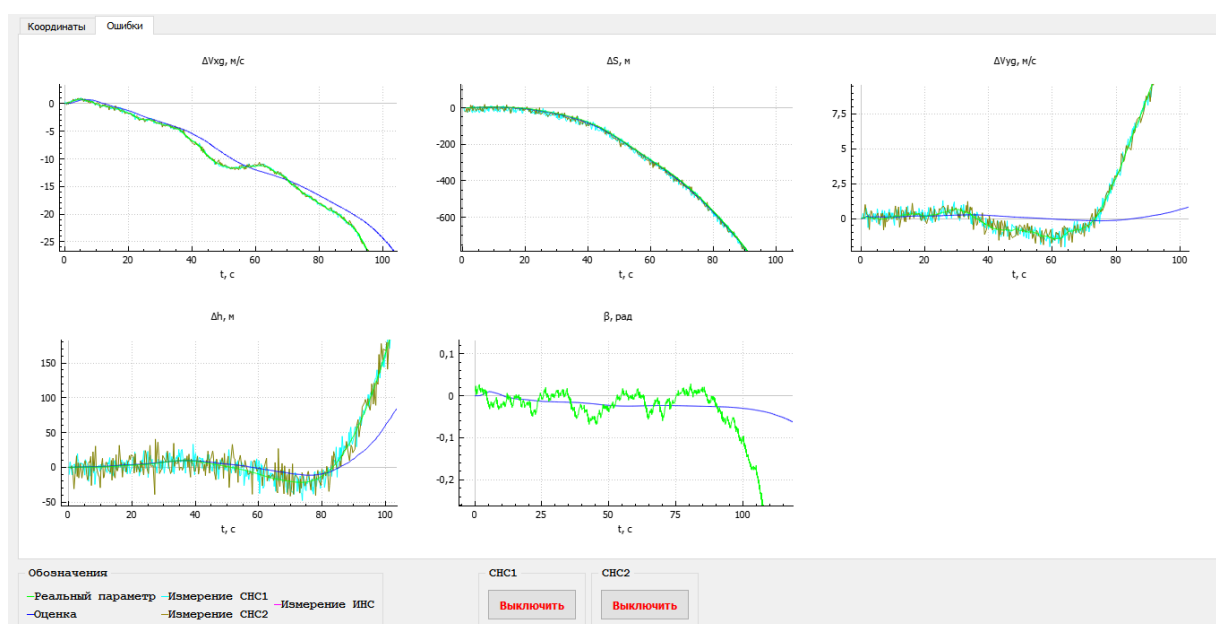 Координаты Ошибки
ΔVxg, м/с
0
-5
-10
-15
-20
-25
0 20 40 60 80 100
t, с
ΔS, м
0
-200
-400
-600
0 20 40 60 80 100
t, с
ΔVyg, м/с
7,5
5
2,5
0
0 20 40 60 80 100
t, с
Δh, м
150
100
50
0
-50
0 20 40 60 80 100
t, с
β, рад
0,1
0
-0,1
-0,2
0 25 50 75 100
t, с
Обозначения
Реальный параметр
Оценка
Измерение СНС1
Измерение СНС2
Измерение ИНС
СНС1
Выключить
СНС2
Выключить